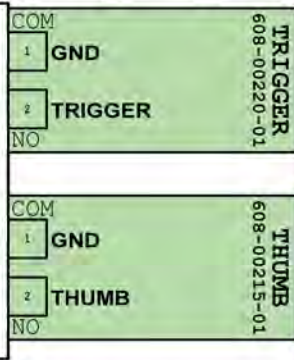 COM
1 GND
2 TRIGGER
NO
TRIGGER
608-00220-01
COM
1 GND
2 THUMB
NO
THUMB
608-00215-01